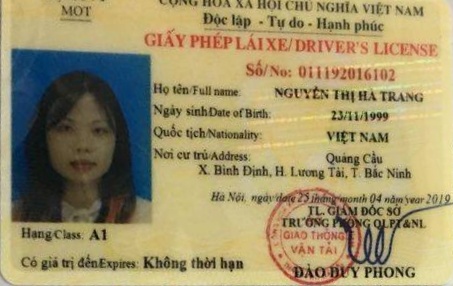 MOT
CỘNG HÒA XÃ HỘI CHỦ NGHĨA VIỆT NAM
Độc lập - Tự do - Hạnh phúc
GIẤY PHÉP LÁI XE/DRIVER'S LICENSE
Số/No: 011192016102
Họ tên/Full name: NGUYỄN THỊ HÀ TRANG
Ngày sinh/Date of Birth: 23/11/1999
Quốc tịch/Nationality: VIỆT NAM
Nơi cư trú/Address: Quảng Cầu
X. Bình Định, H. Lương Tài, T. Bắc Ninh
Hà Nội, ngày/date 25 tháng/month 04 năm/year 2019
TL. GIÁM ĐỐC SỞ
TRƯỞNG PHÒNG QLPT&NL
GIAO THÔNG
VẬN TẢI
Hạng/Class: A1
Có giá trị đến/Expires: Không thời hạn
ĐÀO DUY PHONG